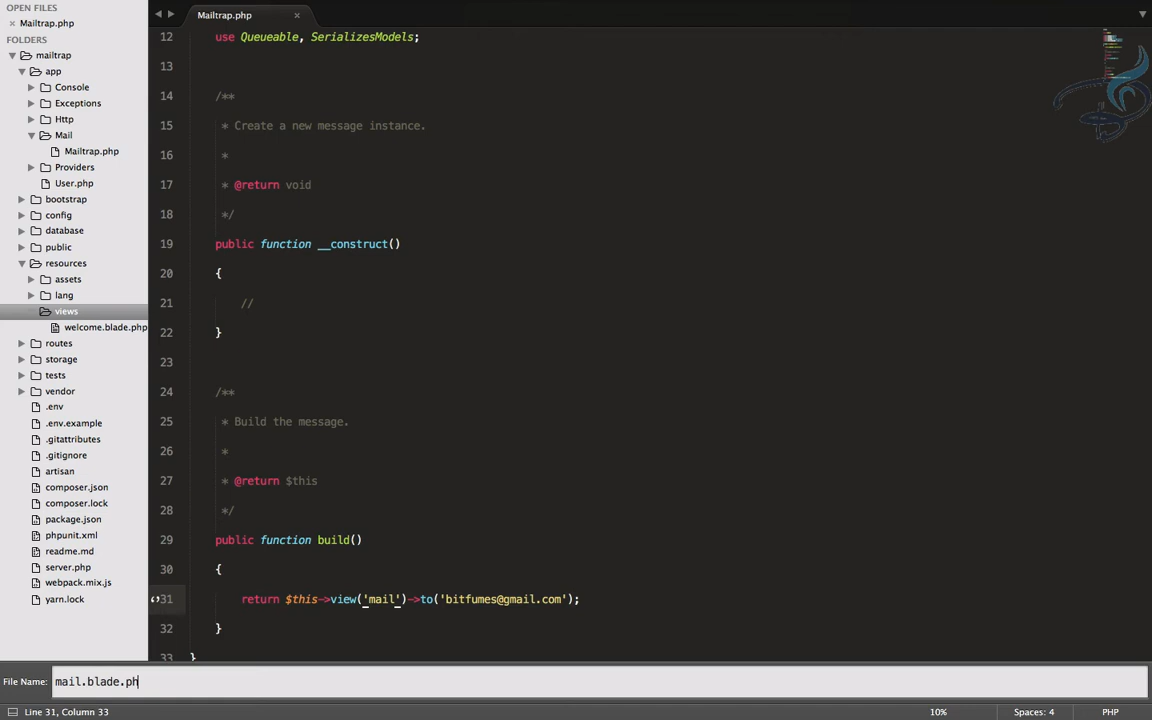 OPEN FILES
× Mailtrap.php
FOLDERS
mailtrap
app
Console
Exceptions
Http
Mail
Mailtrap.php
Providers
User.php
bootstrap
config
database
public
resources
assets
lang
views
welcome.blade.php
routes
storage
tests
vendor
.env
.env.example
.gitattributes
.gitignore
artisan
composer.json
composer.lock
package.json
phpunit.xml
readme.md
server.php
webpack.mix.js
yarn.lock
Mailtrap.php ×
12 use Queueable, SerializesModels;
13
14 /**
15 * Create a new message instance.
16 *
17 * @return void
18 */
19 public function __construct()
20 {
21 //
22 }
23
24 /**
25 * Build the message.
26 *
27 * @return $this
28 */
29 public function build()
30 {
31 return $this->view('mail')->to('bitfumes@gmail.com');
32 }
33 }
File Name: mail.blade.ph
Line 31, Column 33 10% Spaces: 4 PHP